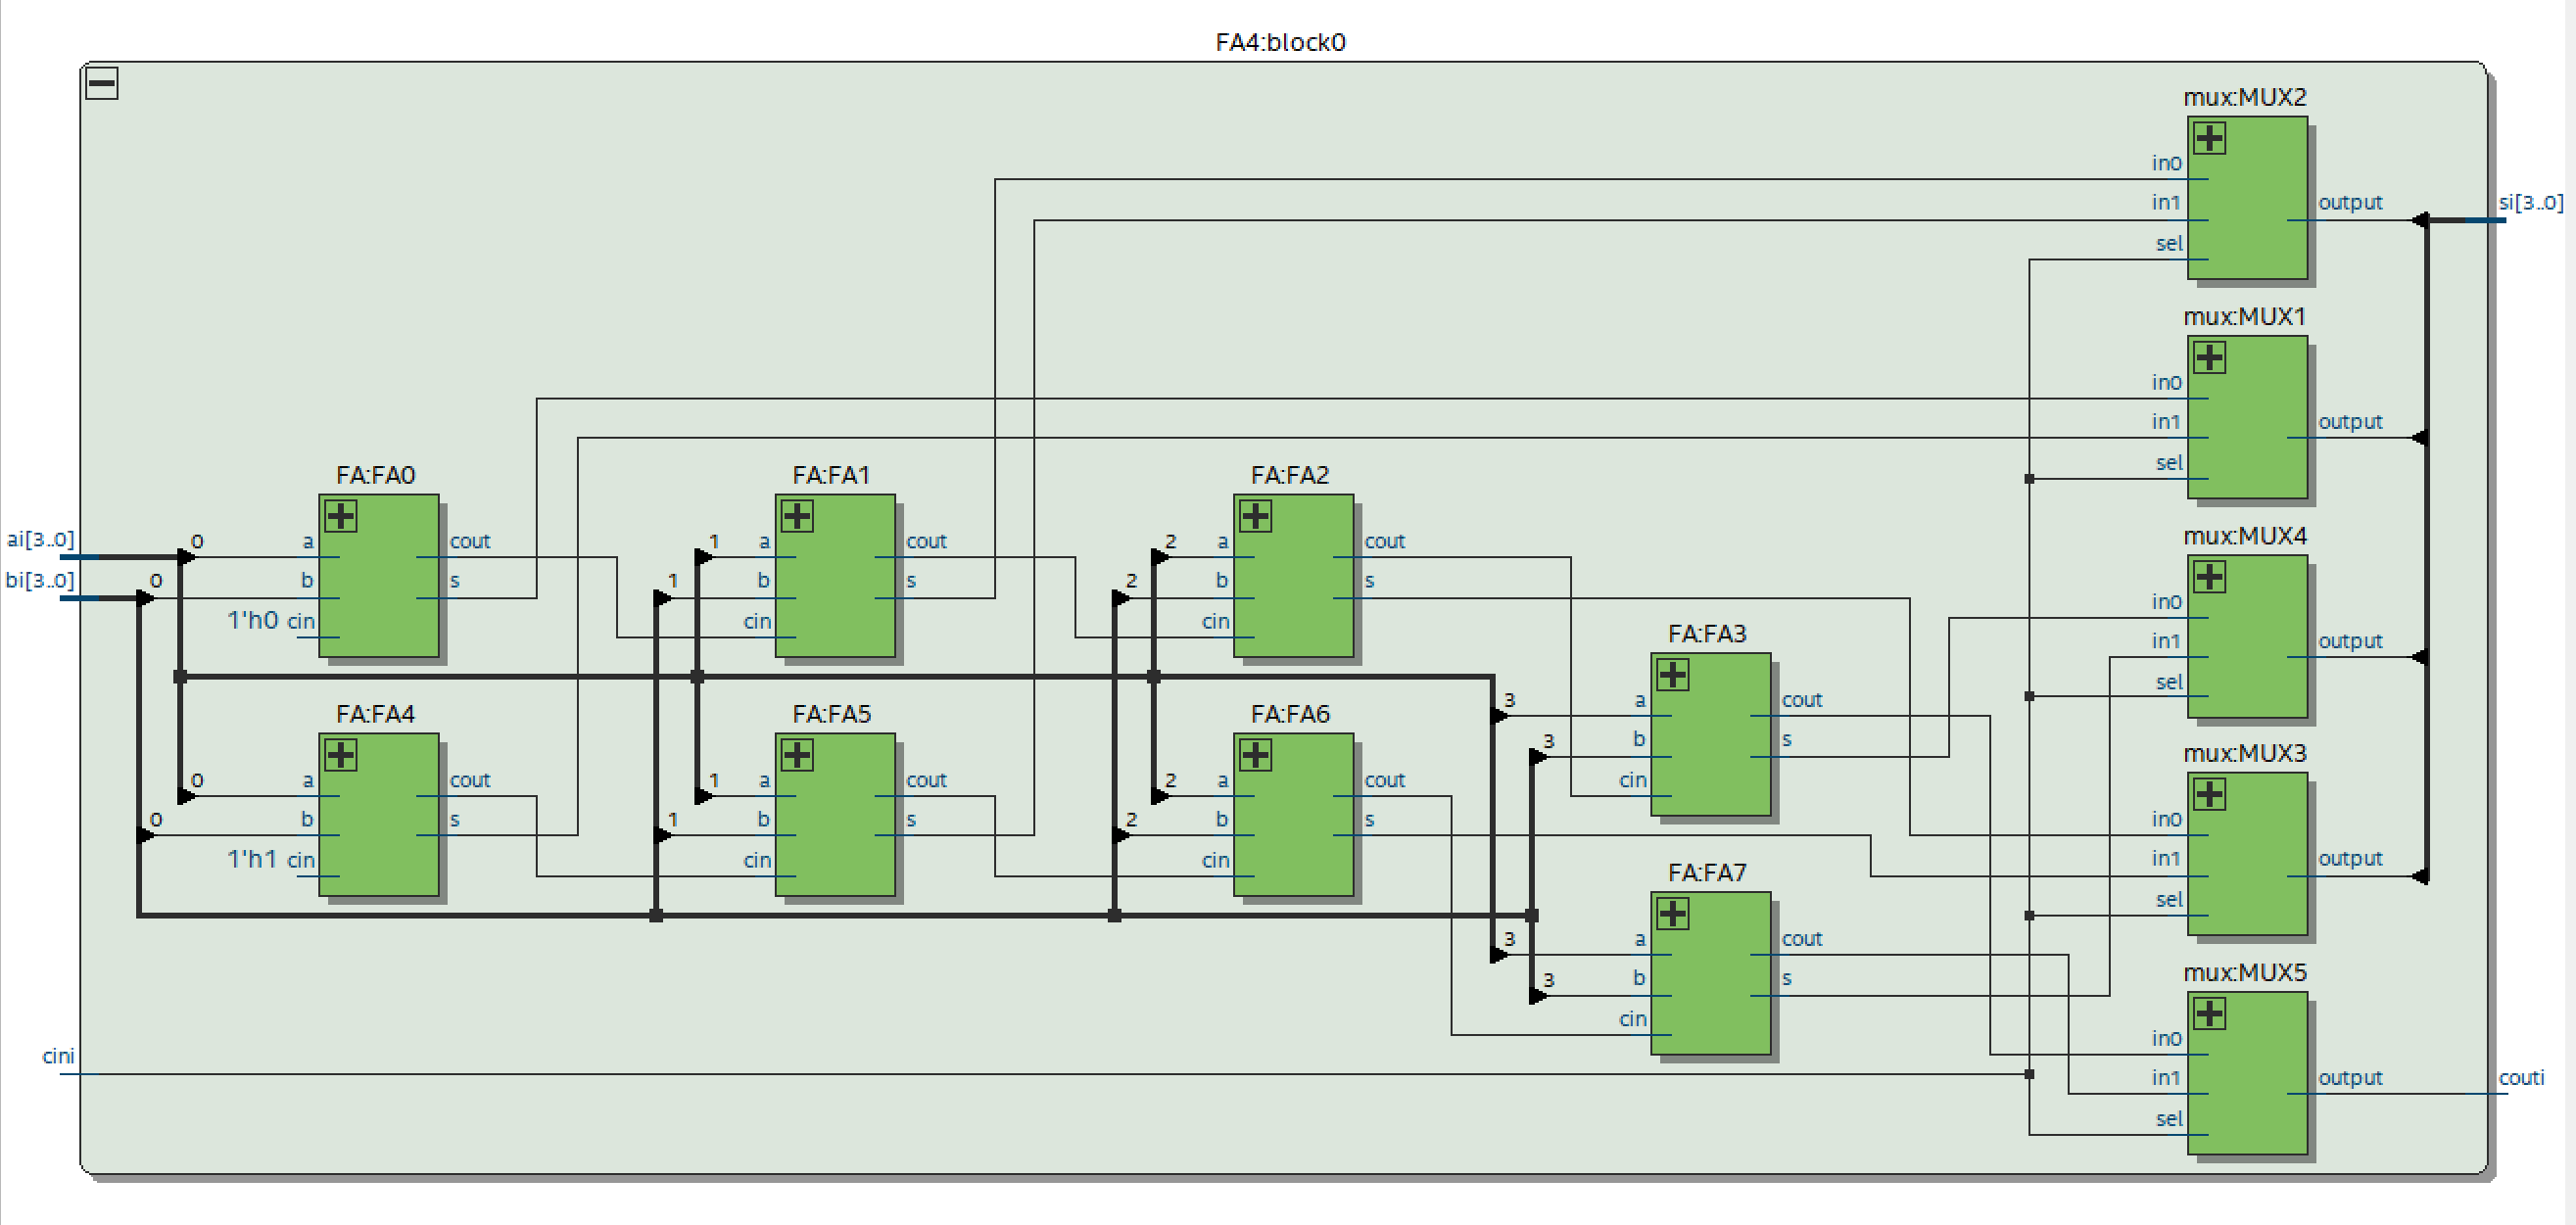 FA4:block0
mux:MUX2
in0
in1
sel
output
si[3..0]
mux:MUX1
in0
in1
sel
output
mux:MUX4
in0
in1
sel
output
mux:MUX3
in0
in1
sel
output
mux:MUX5
in0
in1
sel
output
couti
ai[3..0]
bi[3..0]
cini
FA:FA0
0
a
0
b
1'h0 cin
cout
s
FA:FA1
1
a
1
b
cin
cout
s
FA:FA2
2
a
2
b
cin
cout
s
FA:FA3
3
a
3
b
cin
cout
s
FA:FA4
0
a
0
b
1'h1 cin
cout
s
FA:FA5
1
a
1
b
cin
cout
s
FA:FA6
2
a
2
b
cin
cout
s
FA:FA7
3
a
3
b
cin
cout
s